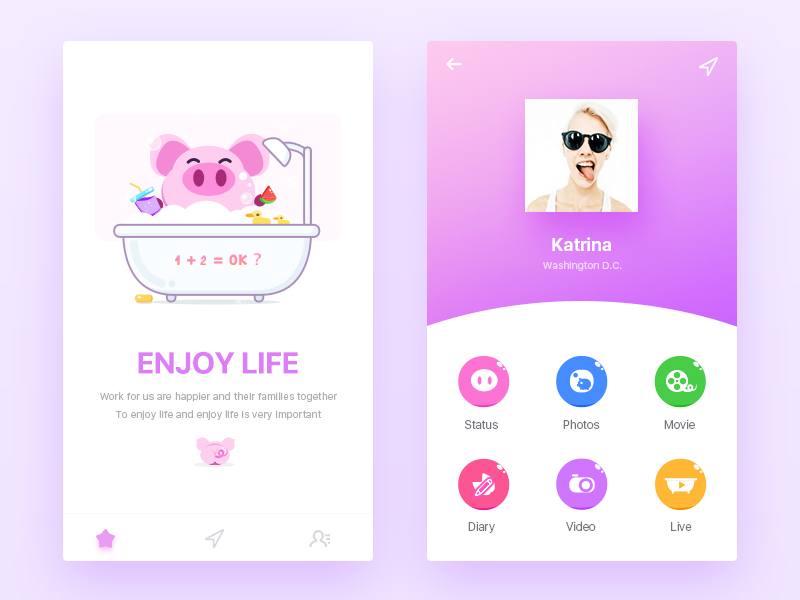 1 + 2 = OK ?
ENJOY LIFE
Work for us are happier and their families together
To enjoy life and enjoy life is very important
Katrina
Washington D.C.
Status
Photos
Movie
Diary
Video
Live